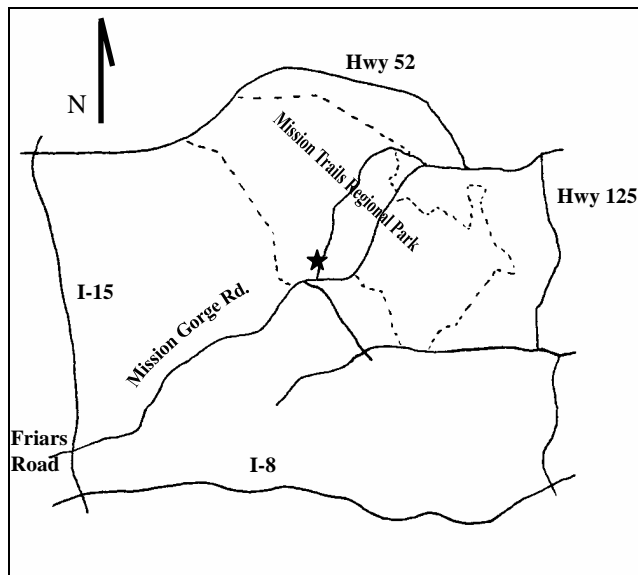 Hwy 52
N
Mission Trails Regional Park
Hwy 125
I-15
Mission Gorge Rd.
Friars
Road
I-8